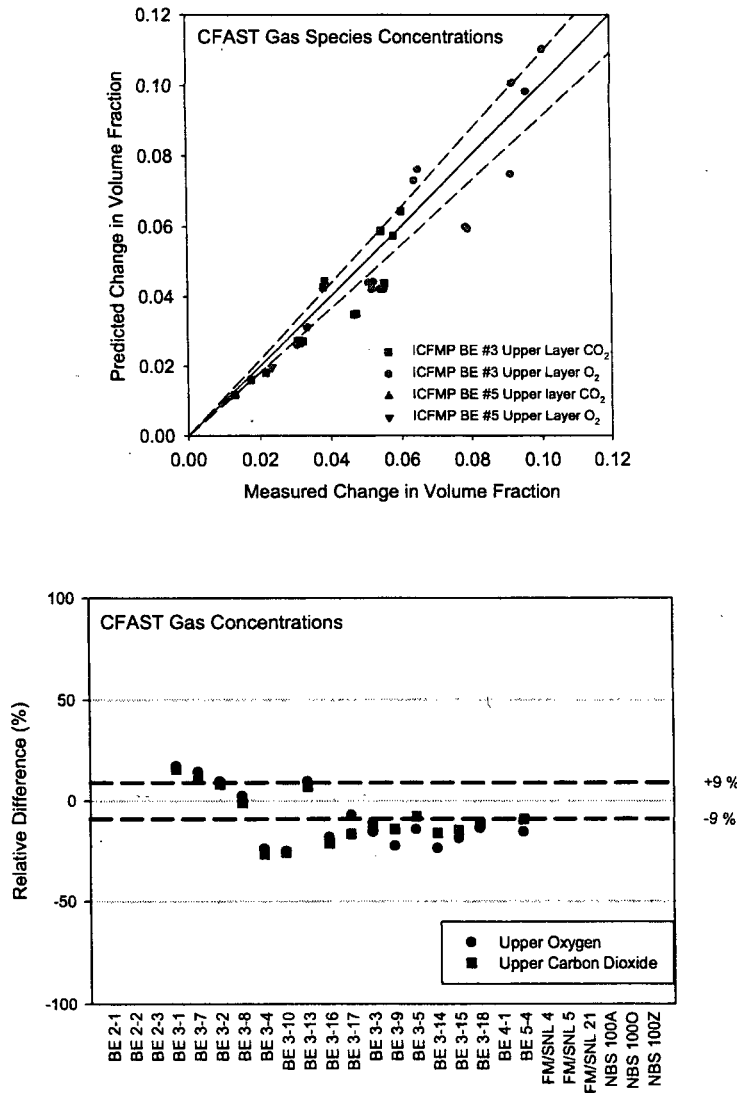 CFAST Gas Species Concentrations
Predicted Change in Volume Fraction
0.12
0.10
0.08
0.06
0.04
0.02
0.00
ICFMP BE #3 Upper Layer CO2
ICFMP BE #3 Upper Layer O2
ICFMP BE #5 Upper layer CO2
ICFMP BE #5 Upper Layer O2
0.00 0.02 0.04 0.06 0.08 0.10 0.12
Measured Change in Volume Fraction
CFAST Gas Concentrations
Relative Difference (%)
100
50
0
-50
-100
+9 %
-9 %
Upper Oxygen
Upper Carbon Dioxide
BE 2-1
BE 2-2
BE 2-3
BE 3-1
BE 3-7
BE 3-2
BE 3-8
BE 3-4
BE 3-10
BE 3-13
BE 3-16
BE 3-17
BE 3-3
BE 3-9
BE 3-5
BE 3-14
BE 3-15
BE 3-18
BE 4-1
BE 5-4
FM/SNL 4
FM/SNL 5
FM/SNL 21
NBS 100A
NBS 100O
NBS 100Z